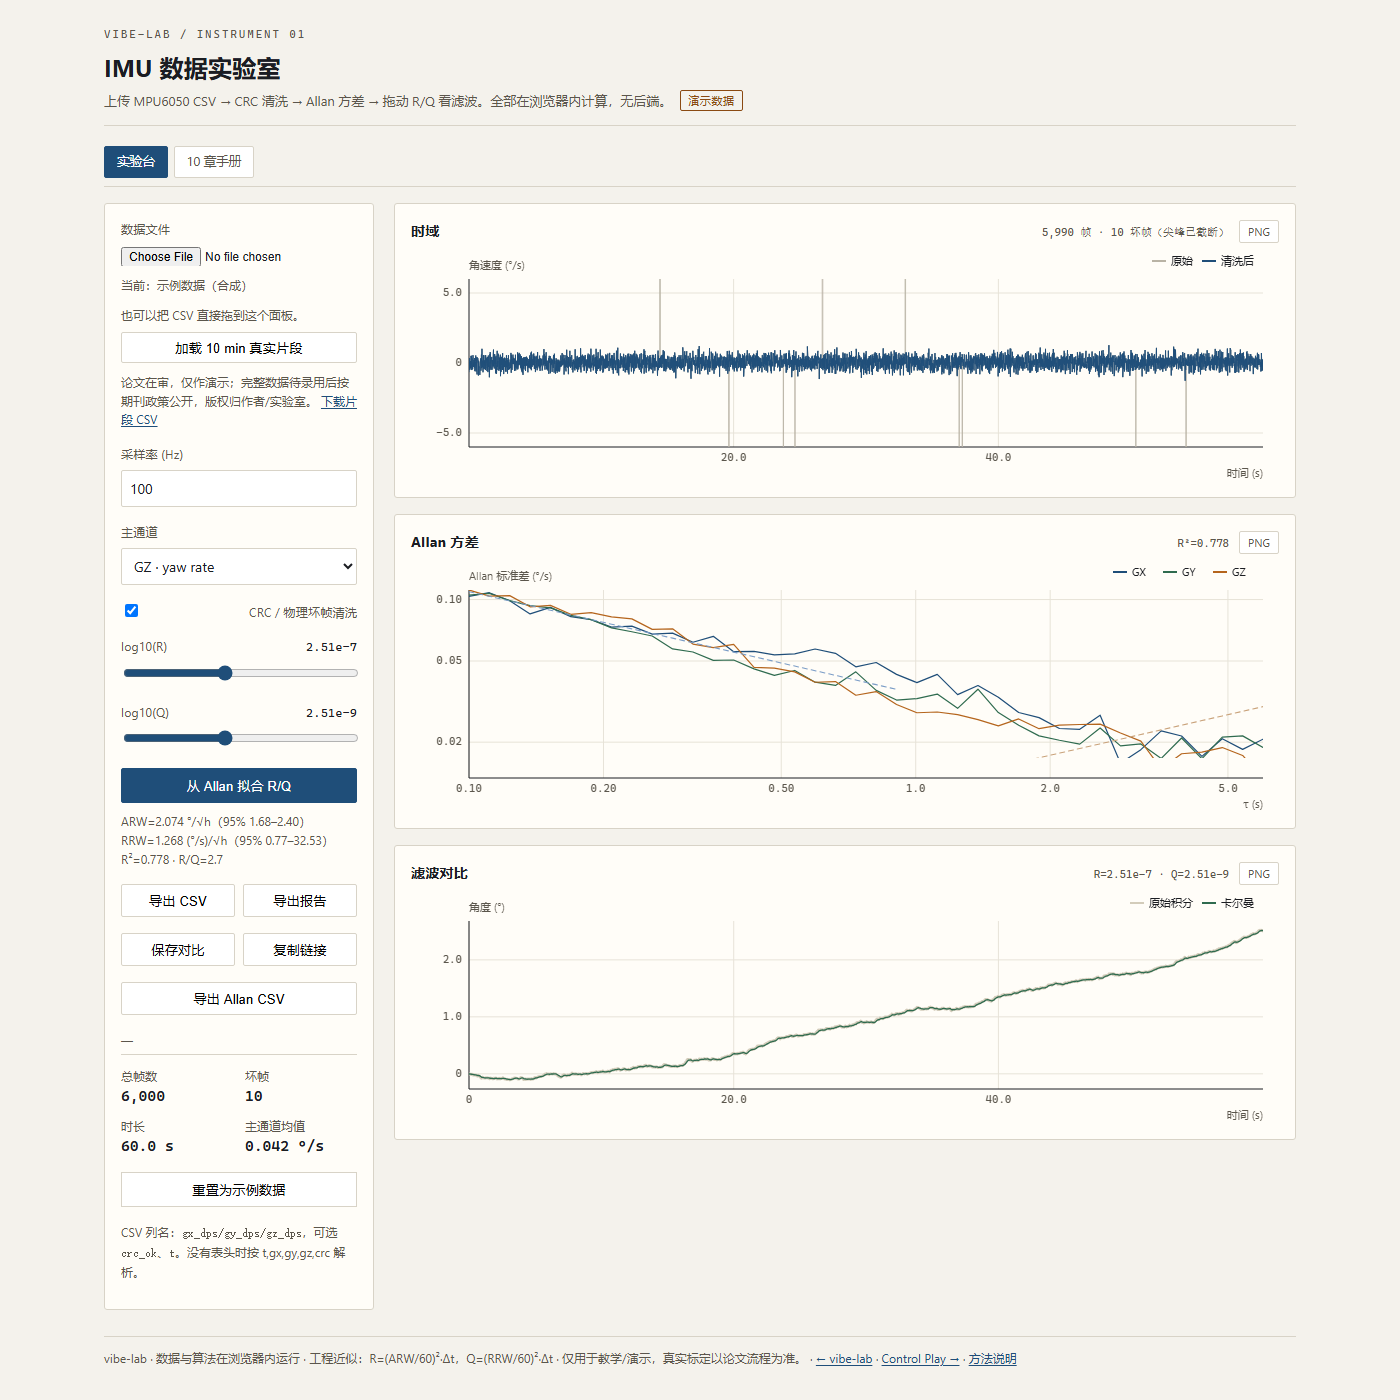 VIBE-LAB / INSTRUMENT 01
IMU 数据实验室
上传 MPU6050 CSV → CRC 清洗 → Allan 方差 → 拖动 R/Q 看滤波。全部在浏览器内计算，无后端。 演示数据
实验台 10 章手册
数据文件
Choose File No file chosen
当前：示例数据（合成）
也可以把 CSV 直接拖到这个面板。
加载 10 min 真实片段
论文在审，仅作演示；完整数据待录用后按
期刊政策公开，版权归作者/实验室。 下载片
段 CSV
采样率 (Hz)
100
主通道
GZ · yaw rate
CRC / 物理坏帧清洗
log10(R) 2.51e-7
log10(Q) 2.51e-9
从 Allan 拟合 R/Q
ARW=2.074 °/√h（95% 1.68–2.40）
RRW=1.268 (°/s)/√h（95% 0.77–32.53）
R²=0.778 · R/Q=2.7
导出 CSV 导出报告
保存对比 复制链接
导出 Allan CSV
—
总帧数 坏帧
6,000 10
时长 主通道均值
60.0 s 0.042 °/s
重置为示例数据
CSV 列名：gx_dps/gy_dps/gz_dps，可选
crc_ok、t。没有表头时按 t,gx,gy,gz,crc 解
析。
时域 5,990 帧 · 10 坏帧（尖峰已截断） PNG
角速度 (°/s) 原始 清洗后
5.0
0
−5.0
20.0 40.0
时间 (s)
Allan 方差 R²=0.778 PNG
Allan 标准差 (°/s) GX GY GZ
0.10
0.05
0.02
0.10 0.20 0.50 1.0 2.0 5.0
τ (s)
滤波对比 R=2.51e-7 · Q=2.51e-9 PNG
角度 (°) 原始积分 卡尔曼
2.0
1.0
0
0 20.0 40.0
时间 (s)
vibe-lab · 数据与算法在浏览器内运行 · 工程近似：R=(ARW/60)²·Δt，Q=(RRW/60)²·Δt · 仅用于教学/演示，真实标定以论文流程为准。 · ← vibe-lab · Control Play → · 方法说明